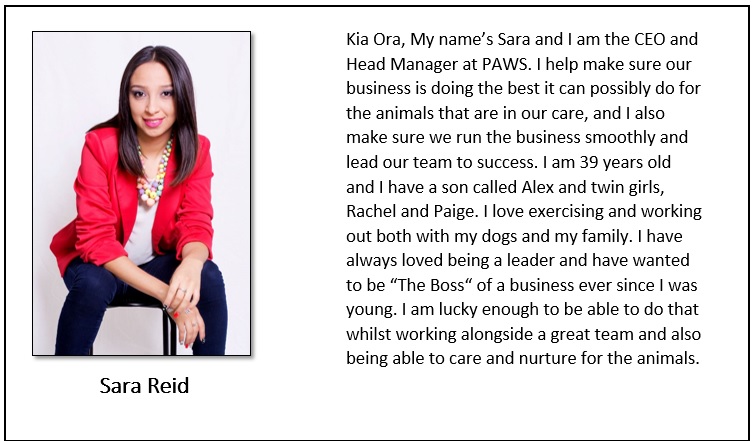 Kia Ora, My name’s Sara and I am the CEO and
Head Manager at PAWS. I help make sure our
business is doing the best it can possibly do for
the animals that are in our care, and I also
make sure we run the business smoothly and
lead our team to success. I am 39 years old
and I have a son called Alex and twin girls,
Rachel and Paige. I love exercising and working
out both with my dogs and my family. I have
always loved being a leader and have wanted
to be “The Boss“ of a business ever since I was
young. I am lucky enough to be able to do that
whilst working alongside a great team and also
being able to care and nurture for the animals.
Sara Reid